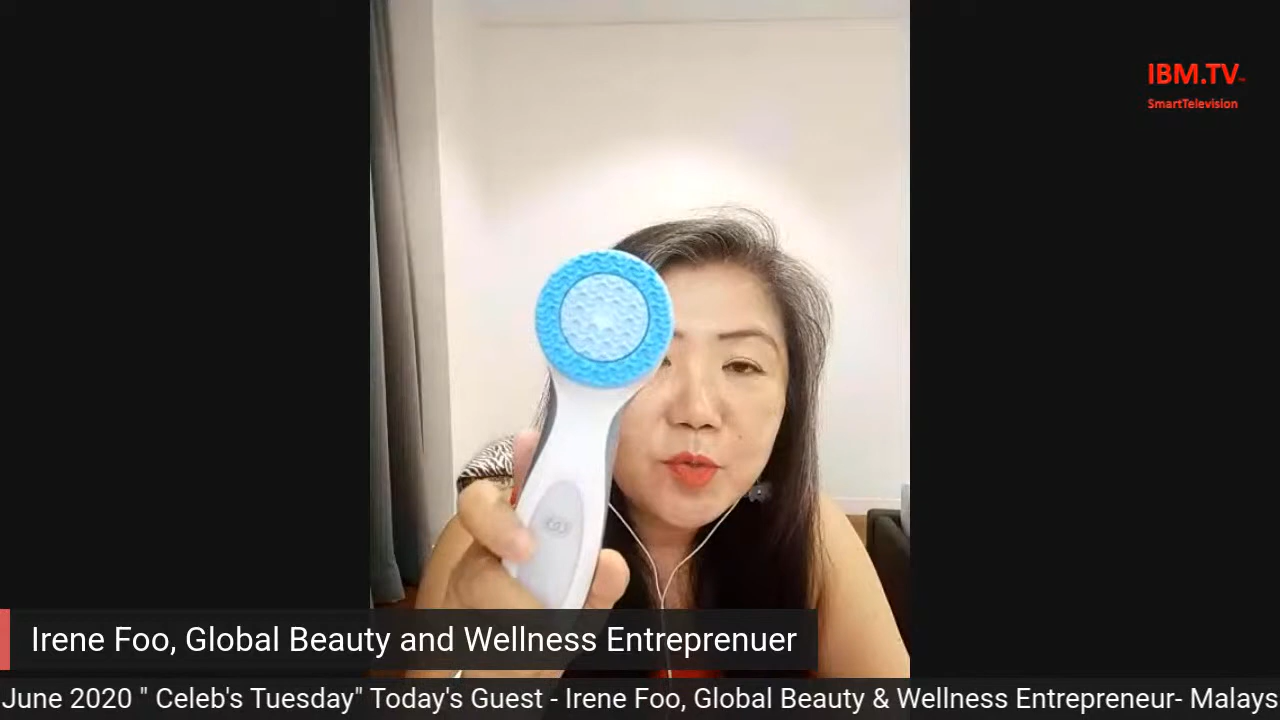 IBM.TV
SmartTelevision
Irene Foo, Global Beauty and Wellness Entreprenuer
June 2020 " Celeb's Tuesday" Today's Guest - Irene Foo, Global Beauty & Wellness Entrepreneur- Malays